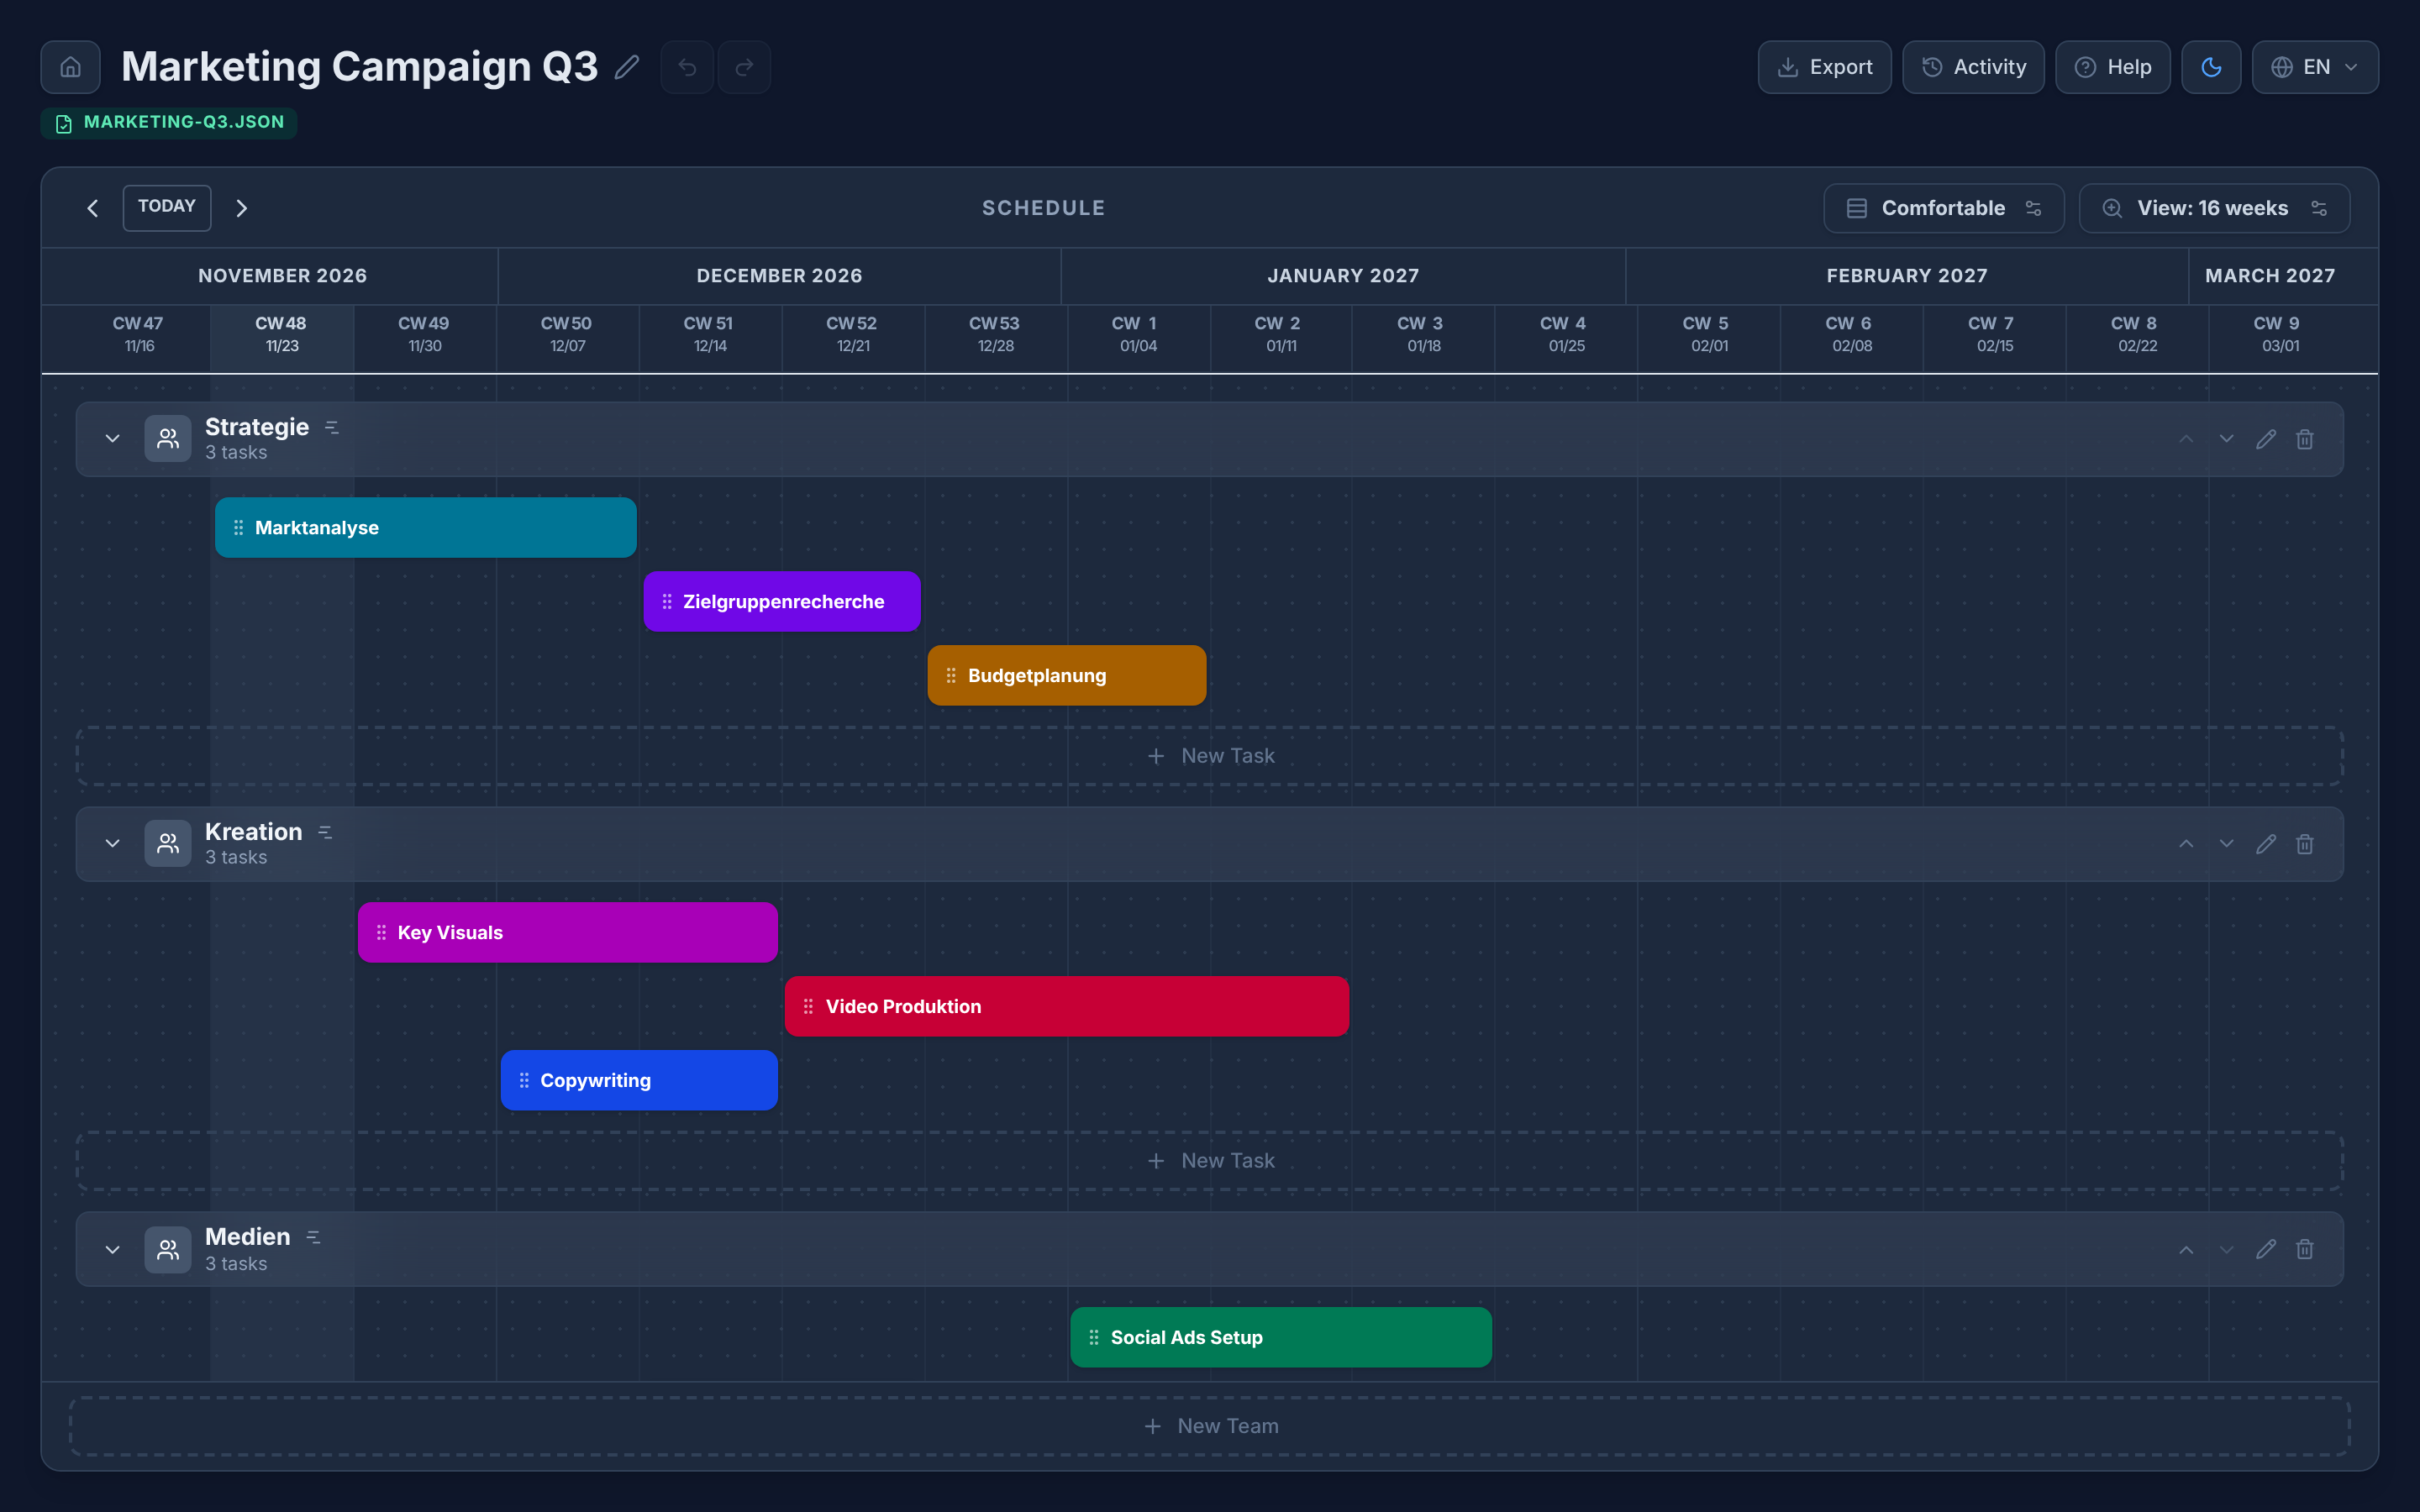 Marketing Campaign Q3
Export
Activity
Help
EN
MARKETING-Q3.JSON
TODAY
SCHEDULE
Comfortable
View: 16 weeks
NOVEMBER 2026
DECEMBER 2026
JANUARY 2027
FEBRUARY 2027
MARCH 2027
CW 47
CW 48
CW 49
CW 50
CW 51
CW 52
CW 53
CW 1
CW 2
CW 3
CW 4
CW 5
CW 6
CW 7
CW 8
CW 9
11/16
11/23
11/30
12/07
12/14
12/21
12/28
01/04
01/11
01/18
01/25
02/01
02/08
02/15
02/22
03/01
Strategie
3 tasks
Marktanalyse
Zielgruppenrecherche
Budgetplanung
New Task
Kreation
3 tasks
Key Visuals
Video Produktion
Copywriting
New Task
Medien
3 tasks
Social Ads Setup
New Team